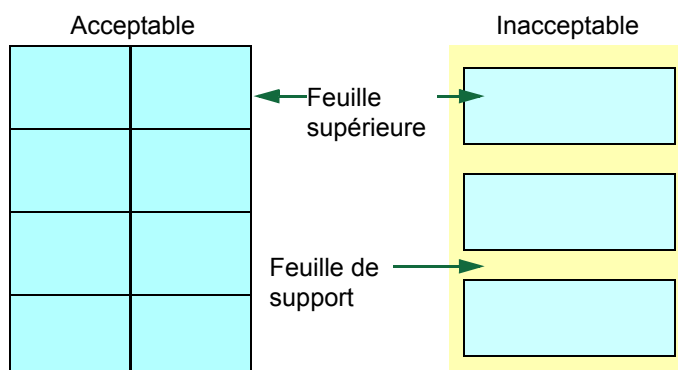 Acceptable
Inacceptable
Feuille
supérieure
Feuille de
support